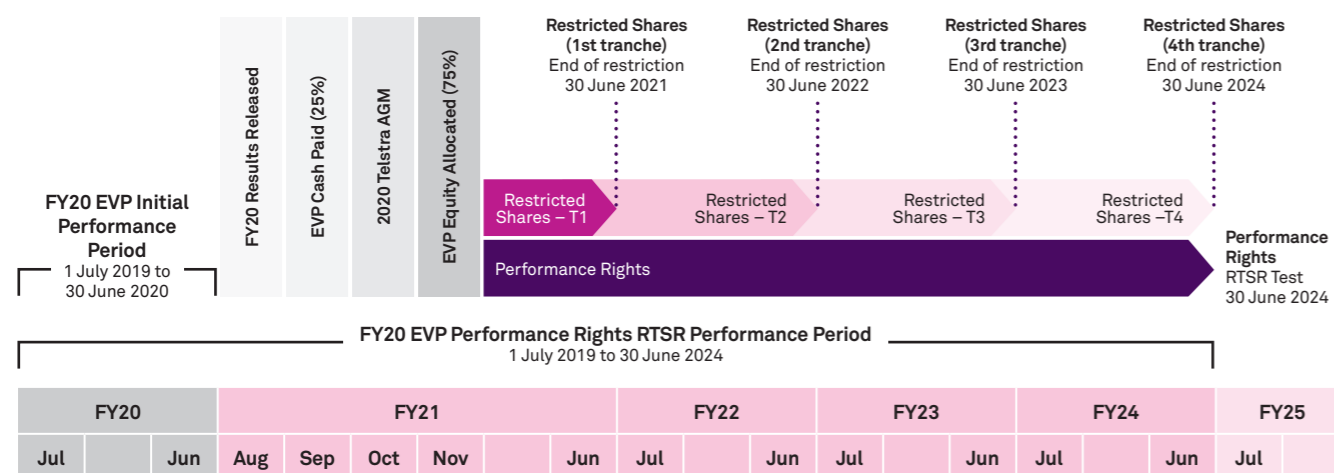 Restricted Shares
(1st tranche)
End of restriction
30 June 2021
Restricted Shares
(2nd tranche)
End of restriction
30 June 2022
Restricted Shares
(3rd tranche)
End of restriction
30 June 2023
Restricted Shares
(4th tranche)
End of restriction
30 June 2024
FY20 EVP Initial
Performance
Period
1 July 2019 to
30 June 2020
FY20 Results Released
EVP Cash Paid (25%)
2020 Telstra AGM
EVP Equity Allocated (75%)
Restricted
Shares – T1
Restricted
Shares – T2
Restricted
Shares – T3
Restricted
Shares –T4
Performance Rights
Performance
Rights
RTSR Test
30 June 2024
FY20 EVP Performance Rights RTSR Performance Period
1 July 2019 to 30 June 2024
FY20 FY21 FY22 FY23 FY24 FY25
Jul Jun Aug Sep Oct Nov Jun Jul Jun Jul Jun Jul Jun Jul